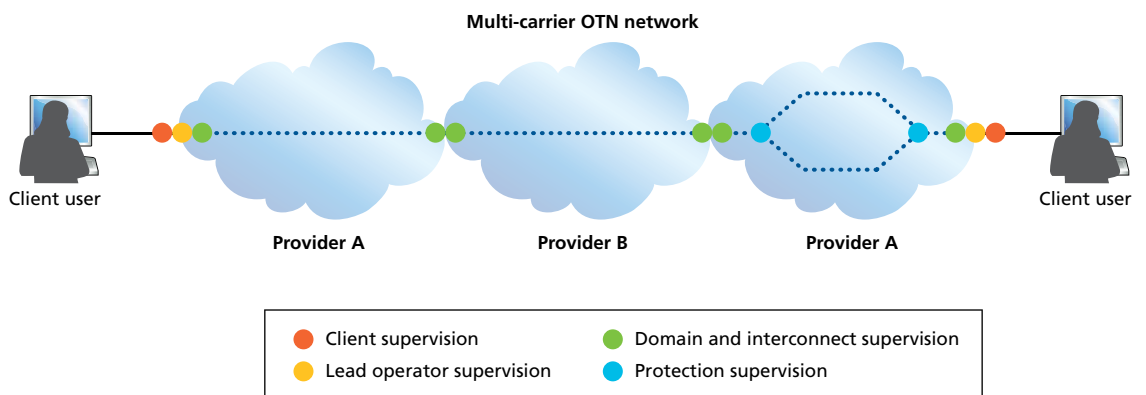 Multi-carrier OTN network
Client user
Client user
Provider A
Provider B
Provider A
Client supervision
Domain and interconnect supervision
Lead operator supervision
Protection supervision